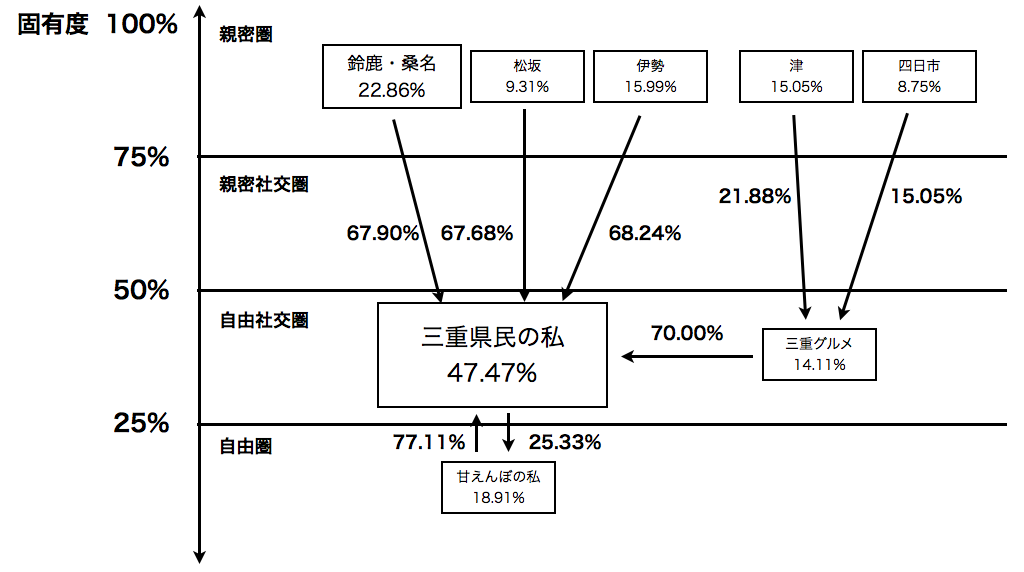 固有度 100%
親密圏
鈴鹿・桑名
22.86%
松坂
9.31%
伊勢
15.99%
津
15.05%
四日市
8.75%
75%
親密社交圏
21.88%
15.05%
67.90%
67.68%
68.24%
50%
自由社交圏
三重県民の私
47.47%
70.00%
三重グルメ
14.11%
25%
自由圏
77.11%
25.33%
甘えんぼの私
18.91%